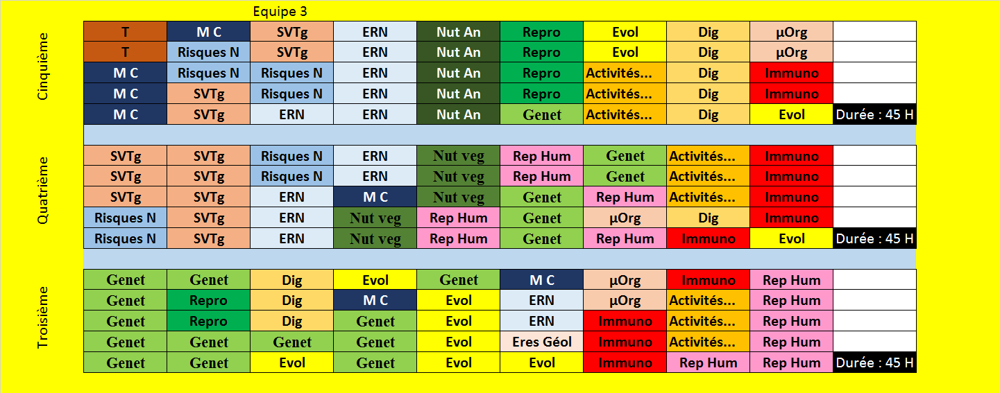 Equipe 3
Cinquième
T M C SVTg ERN Nut An Repro Evol Dig µOrg
T Risques N SVTg ERN Nut An Repro Evol Dig µOrg
M C Risques N Risques N ERN Nut An Repro Activités... Dig Immuno
M C SVTg Risques N ERN Nut An Repro Activités... Dig Immuno
M C SVTg ERN ERN Nut An Genet Activités... Dig Evol Durée : 45 H
Quatrième
SVTg SVTg Risques N ERN Nut veg Rep Hum Genet Activités... Immuno
SVTg SVTg Risques N ERN Nut veg Rep Hum Genet Activités... Immuno
SVTg SVTg ERN M C Nut veg Genet Rep Hum Activités... Immuno
Risques N SVTg ERN Nut veg Rep Hum Genet µOrg Dig Immuno
Risques N SVTg ERN Nut veg Rep Hum Genet Rep Hum Immuno Evol Durée : 45 H
Troisième
Genet Genet Dig Evol Genet M C µOrg Immuno Rep Hum
Genet Repro Dig M C Evol ERN µOrg Activités... Rep Hum
Genet Repro Dig Genet Evol ERN Immuno Activités... Rep Hum
Genet Genet Genet Genet Evol Eres Géol Immuno Activités... Rep Hum
Genet Genet Evol Genet Evol Evol Immuno Rep Hum Rep Hum Durée : 45 H